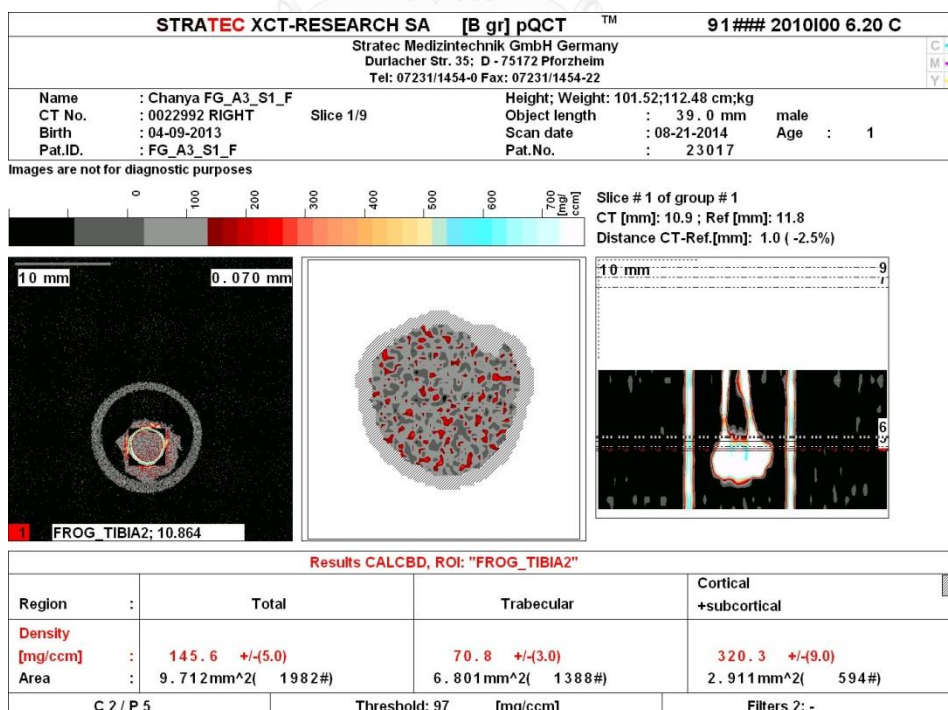 STRATEC XCT-RESEARCH SA [B gr] pQCT TM 91### 2010I00 6.20 C
Stratec Medizintechnik GmbH Germany
Durlacher Str. 35; D - 75172 Pforzheim
Tel: 07231/1454-0 Fax: 07231/1454-22
C
M
Y
Name : Chanya FG_A3_S1_F Height; Weight: 101.52;112.48 cm;kg
CT No. : 0022992 RIGHT Slice 1/9 Object length : 39.0 mm male
Birth : 04-09-2013 Scan date : 08-21-2014 Age : 1
Pat.ID. : FG_A3_S1_F Pat.No. : 23017
Images are not for diagnostic purposes
0 100 200 300 400 500 600 700 [mg/ccm]
Slice # 1 of group # 1
CT [mm]: 10.9 ; Ref [mm]: 11.8
Distance CT-Ref.[mm]: 1.0 ( -2.5%)
10 mm 0.070 mm
1 FROG_TIBIA2; 10.864
10 mm 9
6
Results CALCBD, ROI: "FROG_TIBIA2"
Region : Total Trabecular Cortical +subcortical
Density
[mg/ccm] : 145.6 +/-(5.0) 70.8 +/-(3.0) 320.3 +/-(9.0)
Area : 9.712mm^2( 1982#) 6.801mm^2( 1388#) 2.911mm^2( 594#)
C 2 / P 5 Threshold: 97 [mg/ccm] Filters 2: -